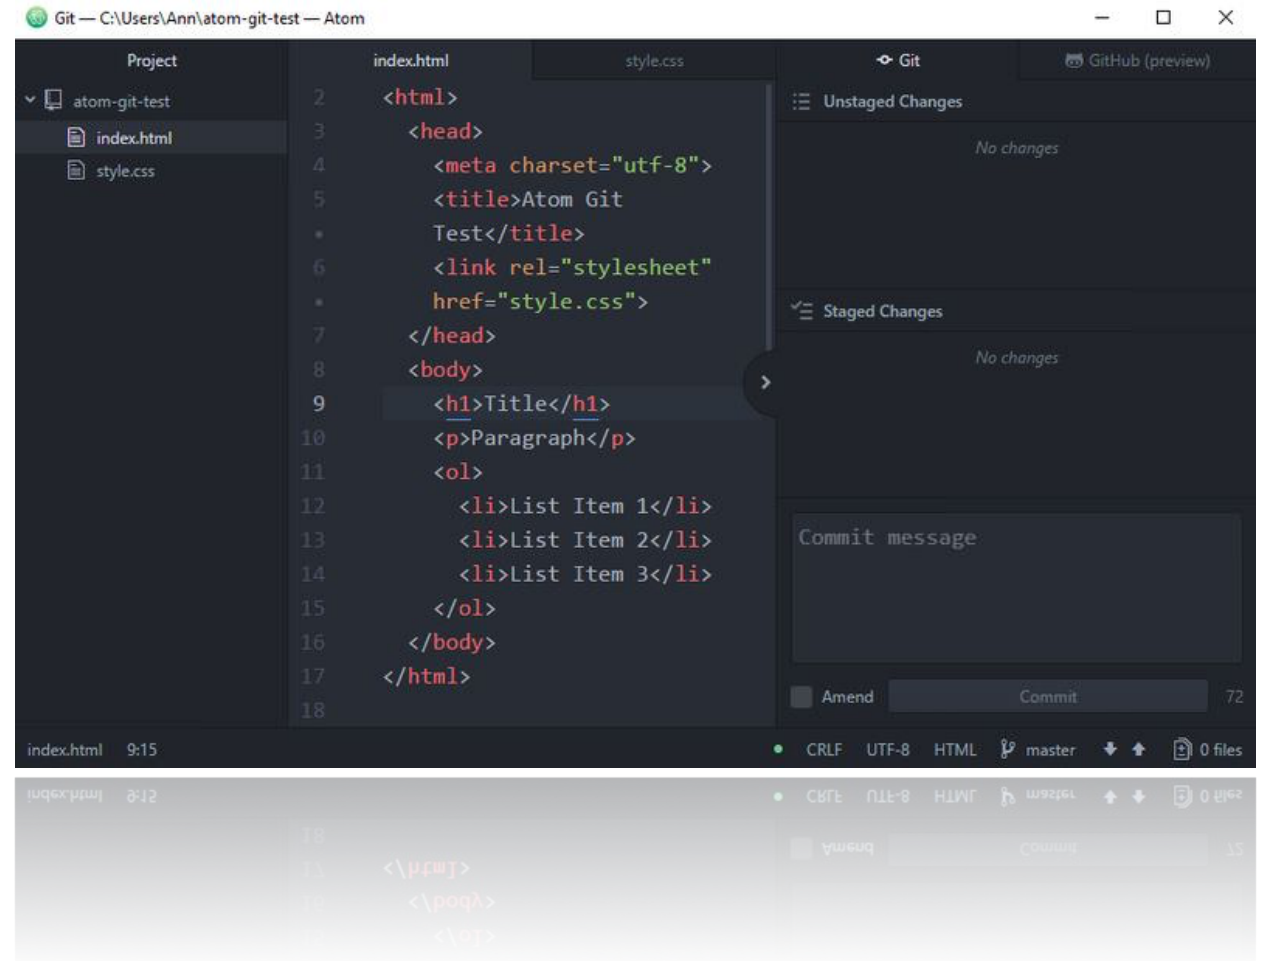 Git — C:\Users\Ann\atom-git-test — Atom
Project
atom-git-test
index.html
style.css
index.html style.css
2 <html>
3 <head>
4 <meta charset="utf-8">
5 <title>Atom Git
• Test</title>
6 <link rel="stylesheet"
• href="style.css">
7 </head>
8 <body>
9 <h1>Title</h1>
10 <p>Paragraph</p>
11 <ol>
12 <li>List Item 1</li>
13 <li>List Item 2</li>
14 <li>List Item 3</li>
15 </ol>
16 </body>
17 </html>
18
Git GitHub (preview)
Unstaged Changes
No changes
Staged Changes
No changes
Commit message
Amend Commit 72
index.html 9:15 CRLF UTF-8 HTML master 0 files